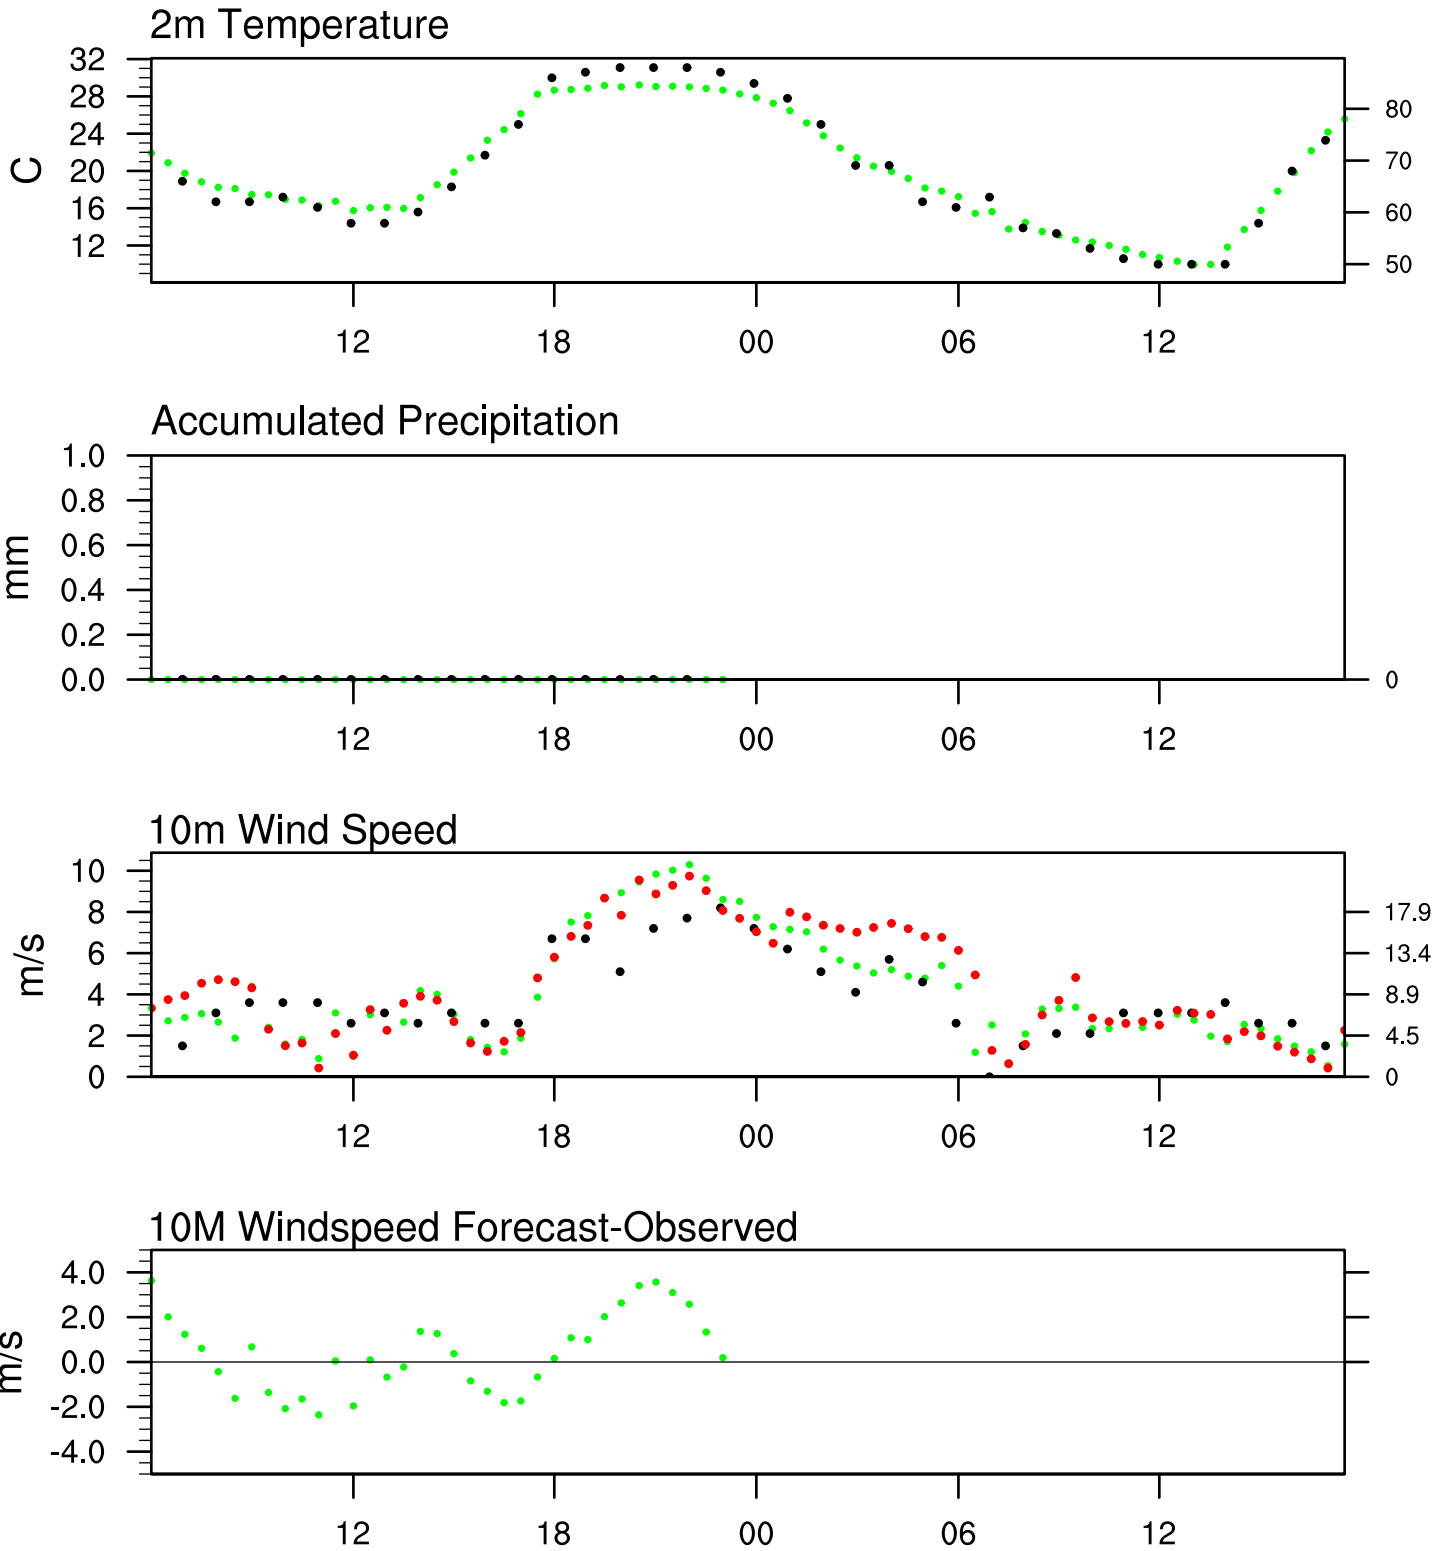 2m Temperature
32
28
24
20
16
12
C
80
70
60
50
12 18 00 06 12
Accumulated Precipitation
1.0
0.8
0.6
0.4
0.2
0.0
mm
0
12 18 00 06 12
10m Wind Speed
10
8
6
4
2
0
m/s
17.9
13.4
8.9
4.5
0
12 18 00 06 12
10M Windspeed Forecast-Observed
4.0
2.0
0.0
-2.0
-4.0
m/s
12 18 00 06 12